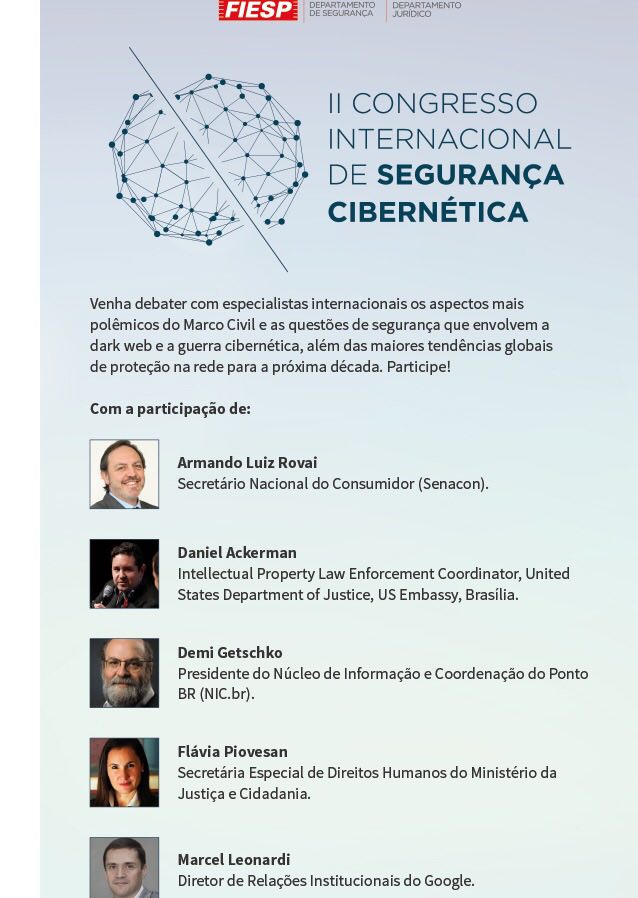 FIESP
DEPARTAMENTO
DE SEGURANÇA
DEPARTAMENTO
JURÍDICO
II CONGRESSO
INTERNACIONAL
DE SEGURANÇA
CIBERNÉTICA
Venha debater com especialistas internacionais os aspectos mais
polêmicos do Marco Civil e as questões de segurança que envolvem a
dark web e a guerra cibernética, além das maiores tendências globais
de proteção na rede para a próxima década. Participe!
Com a participação de:
Armando Luiz Rovai
Secretário Nacional do Consumidor (Senacon).
Daniel Ackerman
Intellectual Property Law Enforcement Coordinator, United
States Department of Justice, US Embassy, Brasília.
Demi Getschko
Presidente do Núcleo de Informação e Coordenação do Ponto
BR (NIC.br).
Flávia Piovesan
Secretária Especial de Direitos Humanos do Ministério da
Justiça e Cidadania.
Marcel Leonardi
Diretor de Relações Institucionais do Google.